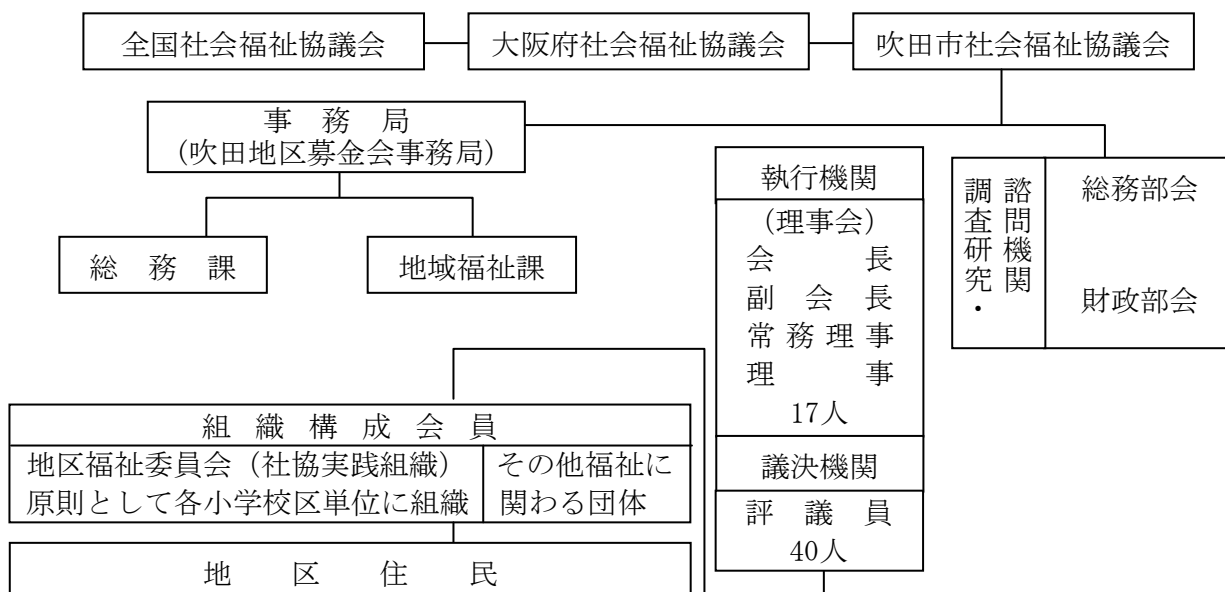 全国社会福祉協議会
大阪府社会福祉協議会
吹田市社会福祉協議会
事務局
(吹田地区募金会事務局)
総務課
地域福祉課
執行機関
(理事会)
会長
副会長
常務理事
理事
17人
議決機関
評議員
40人
調査研究・
諮問機関
総務部会
財政部会
組織構成会員
地区福祉委員会(社協実践組織)
原則として各小学校区単位に組織
その他福祉に
関わる団体
地区住民